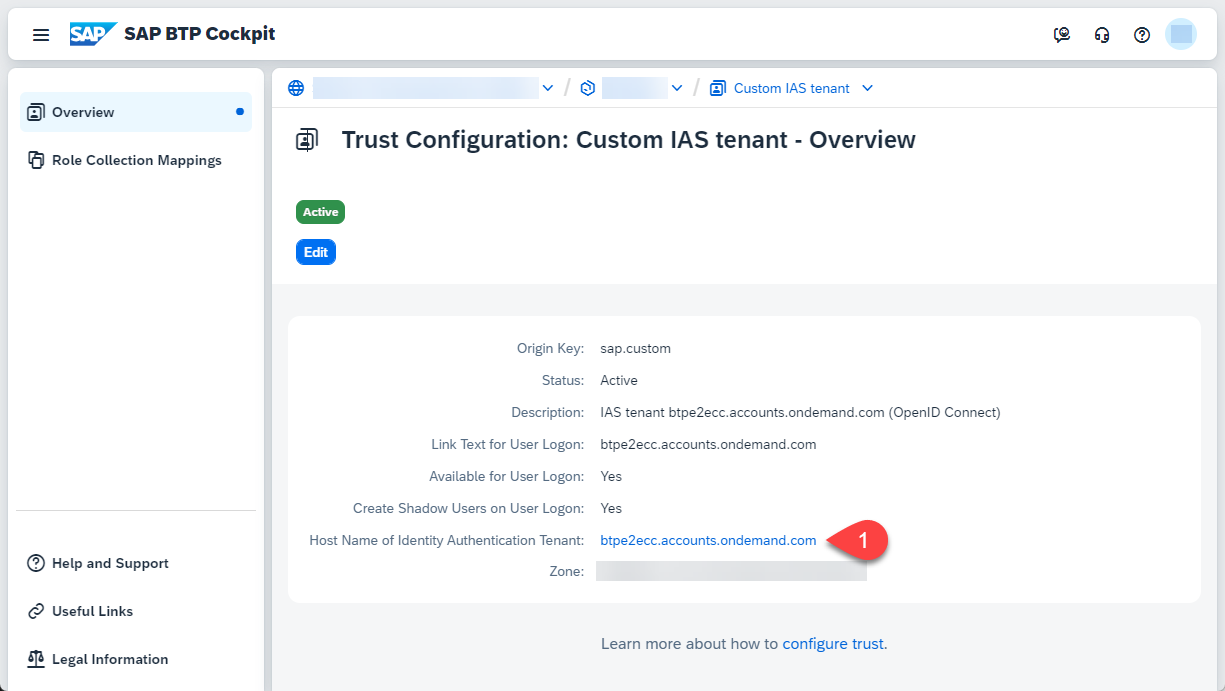 SAP SAP BTP Cockpit
Overview
Role Collection Mappings
Help and Support
Useful Links
Legal Information
/ / Custom IAS tenant
Trust Configuration: Custom IAS tenant - Overview
Active
Edit
Origin Key: sap.custom
Status: Active
Description: IAS tenant btpe2ecc.accounts.ondemand.com (OpenID Connect)
Link Text for User Logon: btpe2ecc.accounts.ondemand.com
Available for User Logon: Yes
Create Shadow Users on User Logon: Yes
Host Name of Identity Authentication Tenant: btpe2ecc.accounts.ondemand.com 1
Zone:
Learn more about how to configure trust.